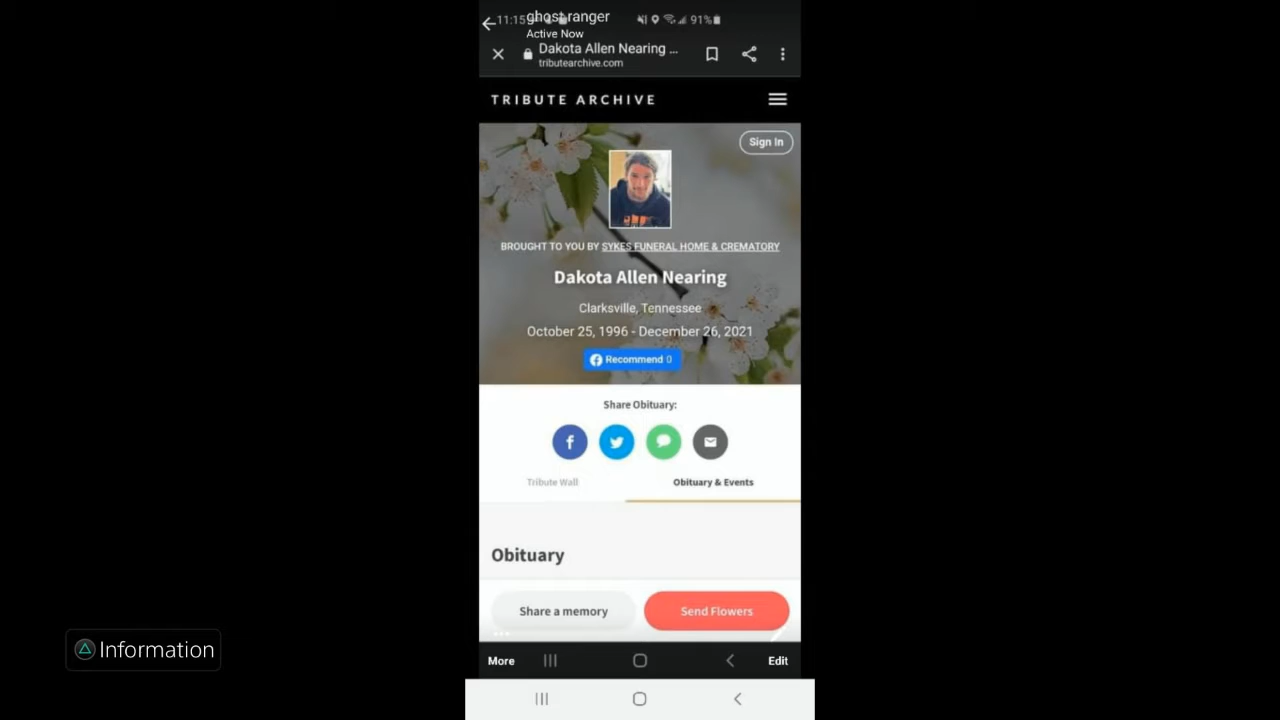 11:15
ghost ranger
91%
Active Now
Dakota Allen Nearing ...
tributearchive.com
TRIBUTE ARCHIVE
Sign In
BROUGHT TO YOU BY SYKES FUNERAL HOME & CREMATORY
Dakota Allen Nearing
Clarksville, Tennessee
October 25, 1996 - December 26, 2021
Recommend 0
Share Obituary:
Tribute Wall
Obituary & Events
Obituary
Share a memory
Send Flowers
Information
More
Edit